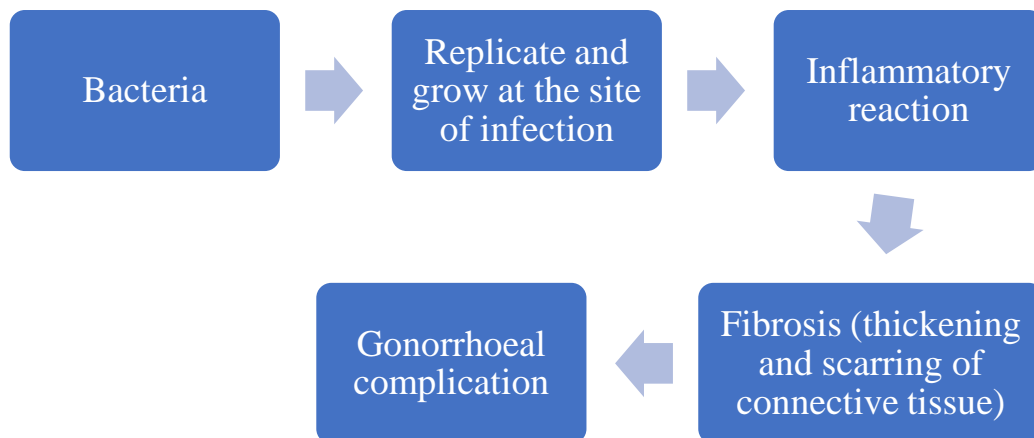 Bacteria
Replicate and
grow at the site
of infection
Inflammatory
reaction
Fibrosis (thickening
and scarring of
connective tissue)
Gonorrhoeal
complication